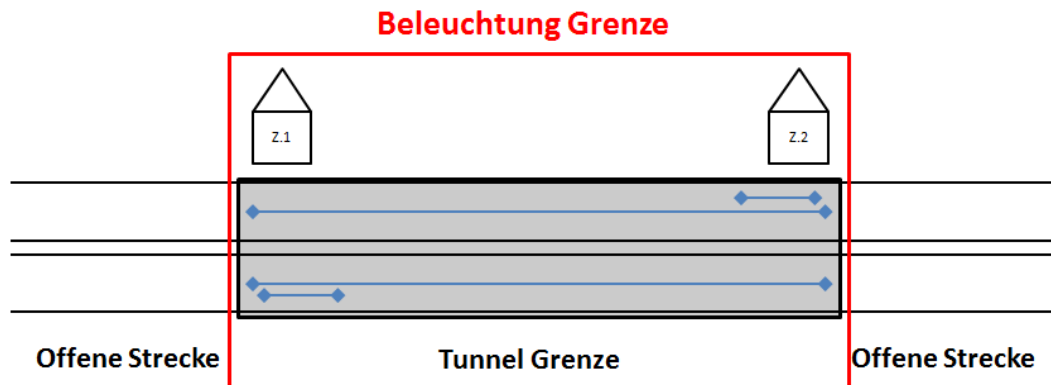 Beleuchtung Grenze
Z.1
Z.2
Offene Strecke
Tunnel Grenze
Offene Strecke